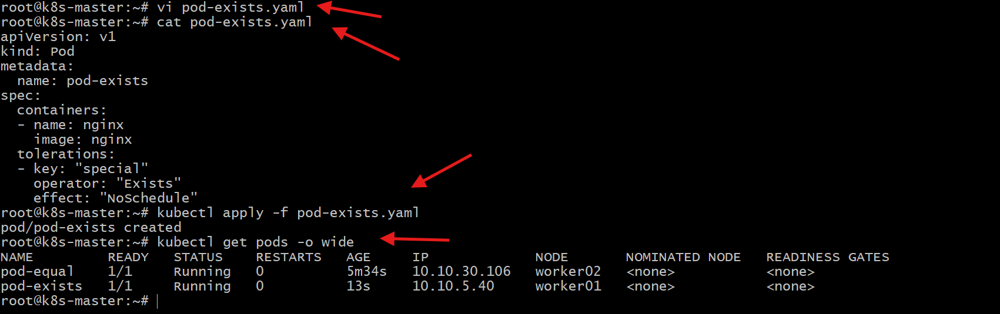 root@k8s-master:~# vi pod-exists.yaml
root@k8s-master:~# cat pod-exists.yaml
apiVersion: v1
kind: Pod
metadata:
  name: pod-exists
spec:
  containers:
  - name: nginx
    image: nginx
  tolerations:
  - key: "special"
    operator: "Exists"
    effect: "NoSchedule"
root@k8s-master:~# kubectl apply -f pod-exists.yaml
pod/pod-exists created
root@k8s-master:~# kubectl get pods -o wide
NAME         READY   STATUS    RESTARTS   AGE     IP             NODE       NOMINATED NODE   READINESS GATES
pod-equal    1/1     Running   0          5m34s   10.10.30.106   worker02   <none>           <none>
pod-exists   1/1     Running   0          13s     10.10.5.40     worker01   <none>           <none>
root@k8s-master:~#